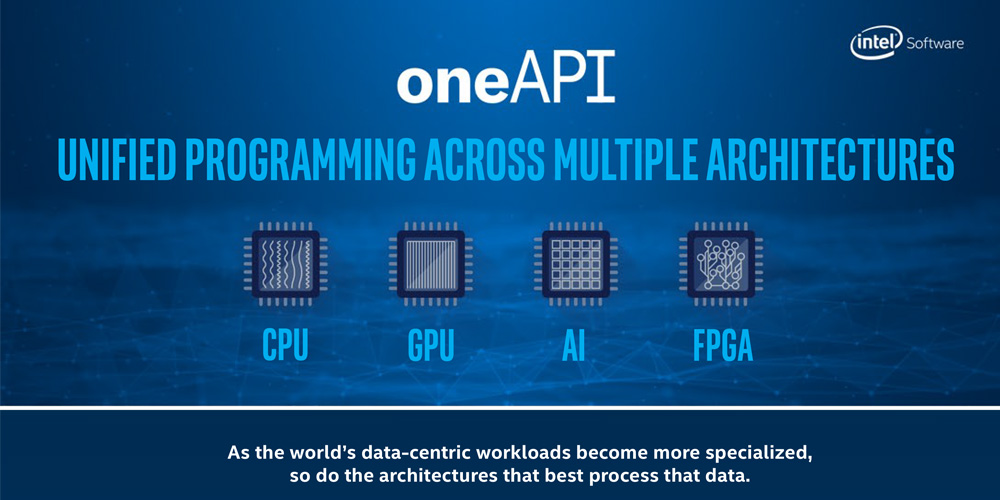 intel Software
oneAPI
UNIFIED PROGRAMMING ACROSS MULTIPLE ARCHITECTURES
CPU GPU AI FPGA
As the world's data-centric workloads become more specialized,
so do the architectures that best process that data.